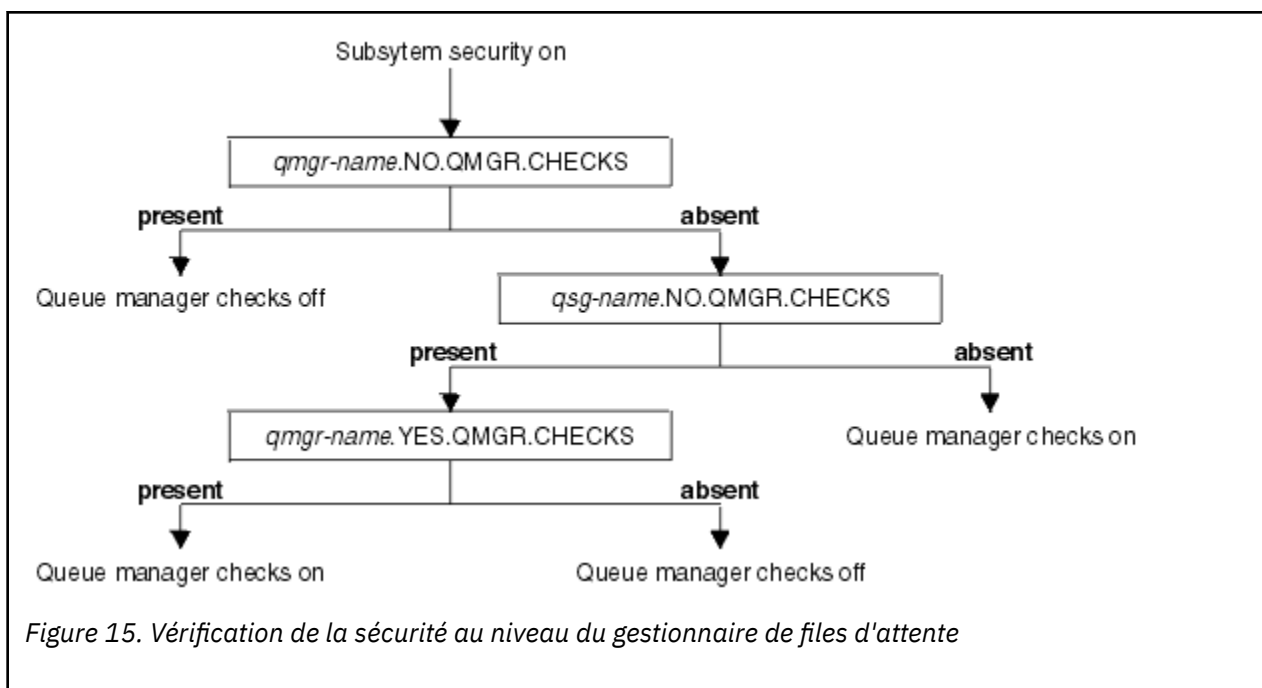 Subsytem security on
qmgr-name.NO.QMGR.CHECKS
present absent
Queue manager checks off
qsg-name.NO.QMGR.CHECKS
present absent
qmgr-name.YES.QMGR.CHECKS
Queue manager checks on
present absent
Queue manager checks on Queue manager checks off
Figure 15. Vérification de la sécurité au niveau du gestionnaire de files d'attente